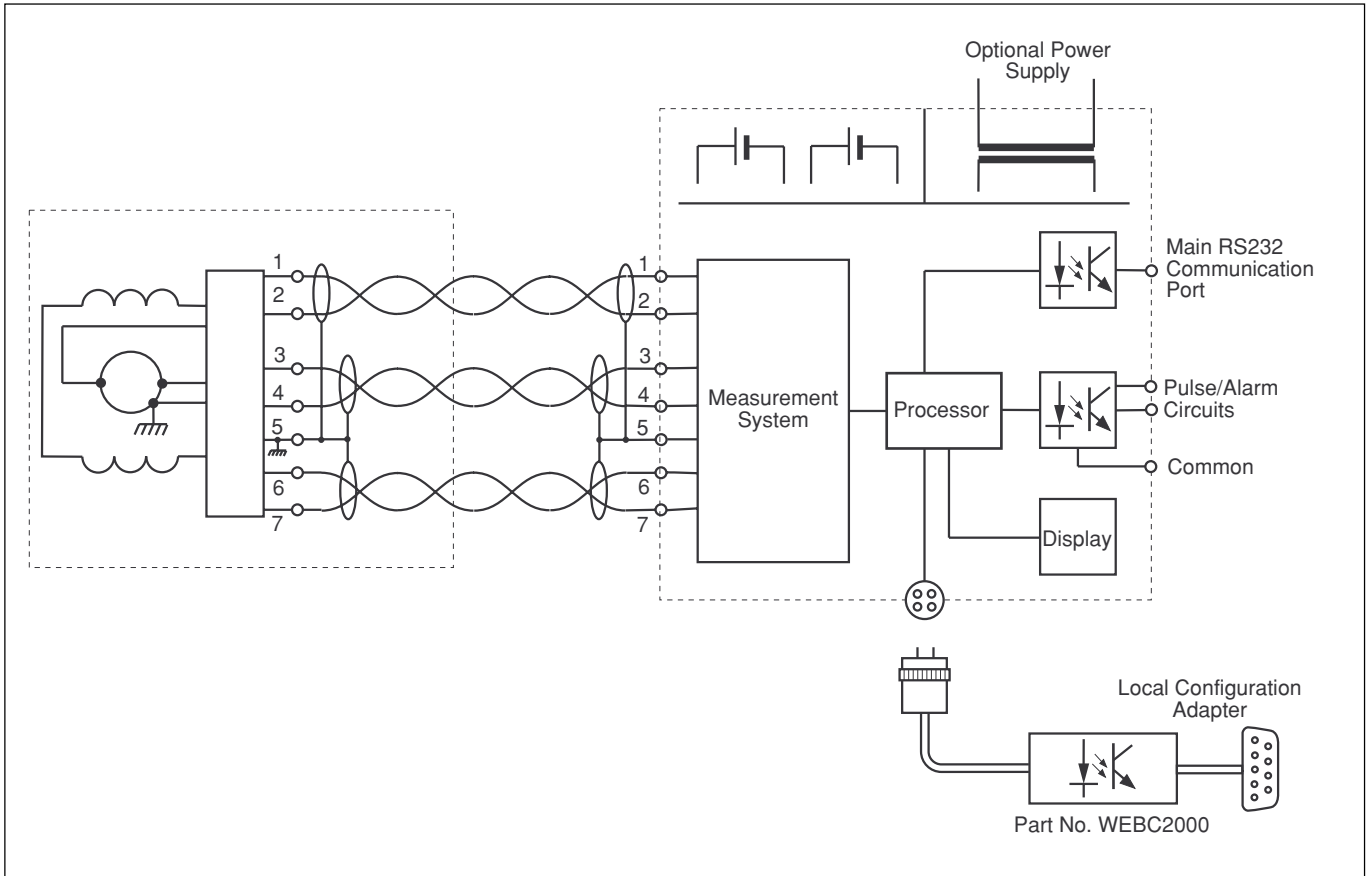 Optional Power
Supply
1
2
3
4
5
6
7
1
2
3
4
5
6
7
Measurement
System
Processor
Main RS232
Communication
Port
Pulse/Alarm
Circuits
Common
Display
Local Configuration
Adapter
Part No. WEBC2000